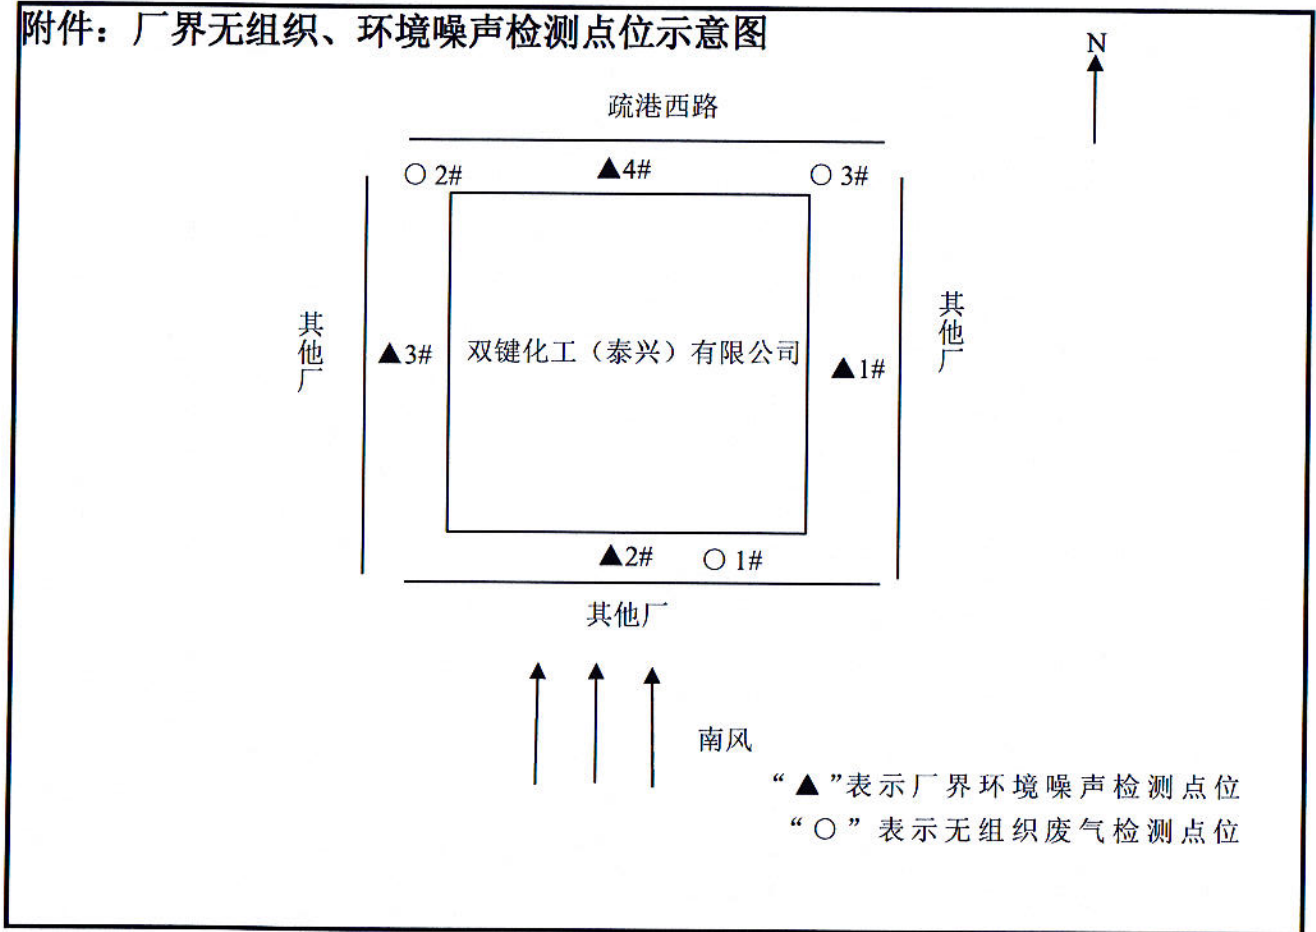 附件：厂界无组织、环境噪声检测点位示意图
N
疏港西路
○ 2#
▲4#
○ 3#
其他厂
▲3#
双键化工（泰兴）有限公司
▲1#
其他厂
▲2#
○ 1#
其他厂
南风
“▲”表示厂界环境噪声检测点位
“○”表示无组织废气检测点位